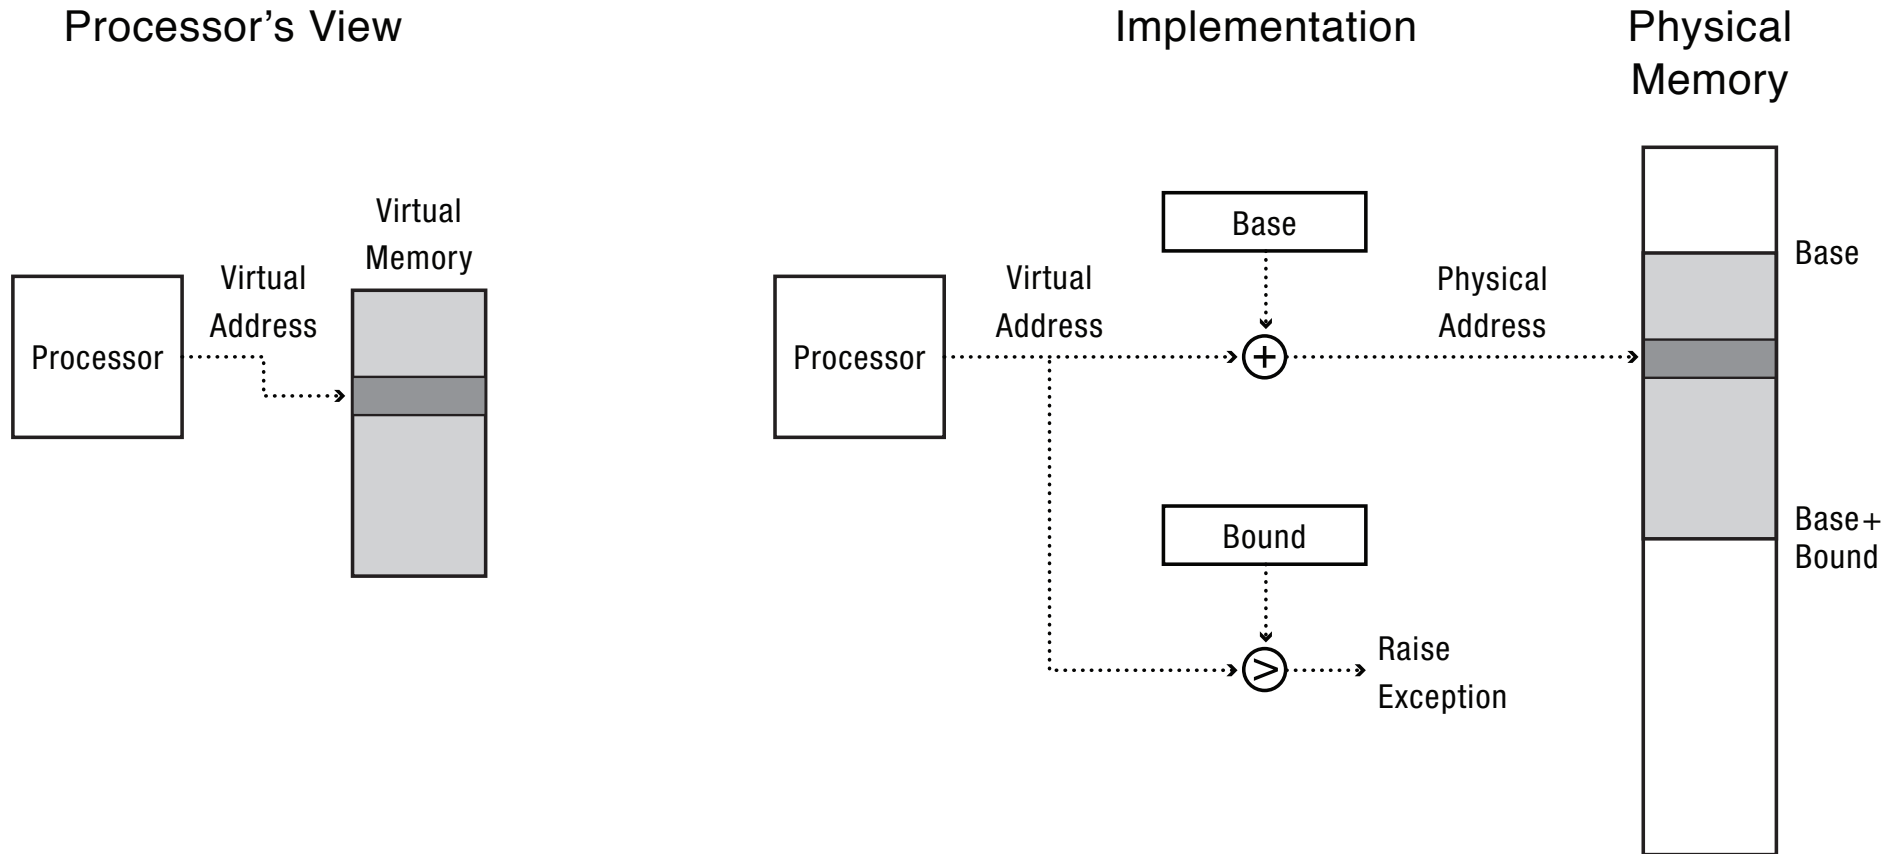 Processor’s View
Implementation
Physical
Memory
Virtual
Memory
Virtual
Address
Processor
Base
Virtual
Address
Processor
+
Physical
Address
Base
Bound
>
Raise
Exception
Base+
Bound